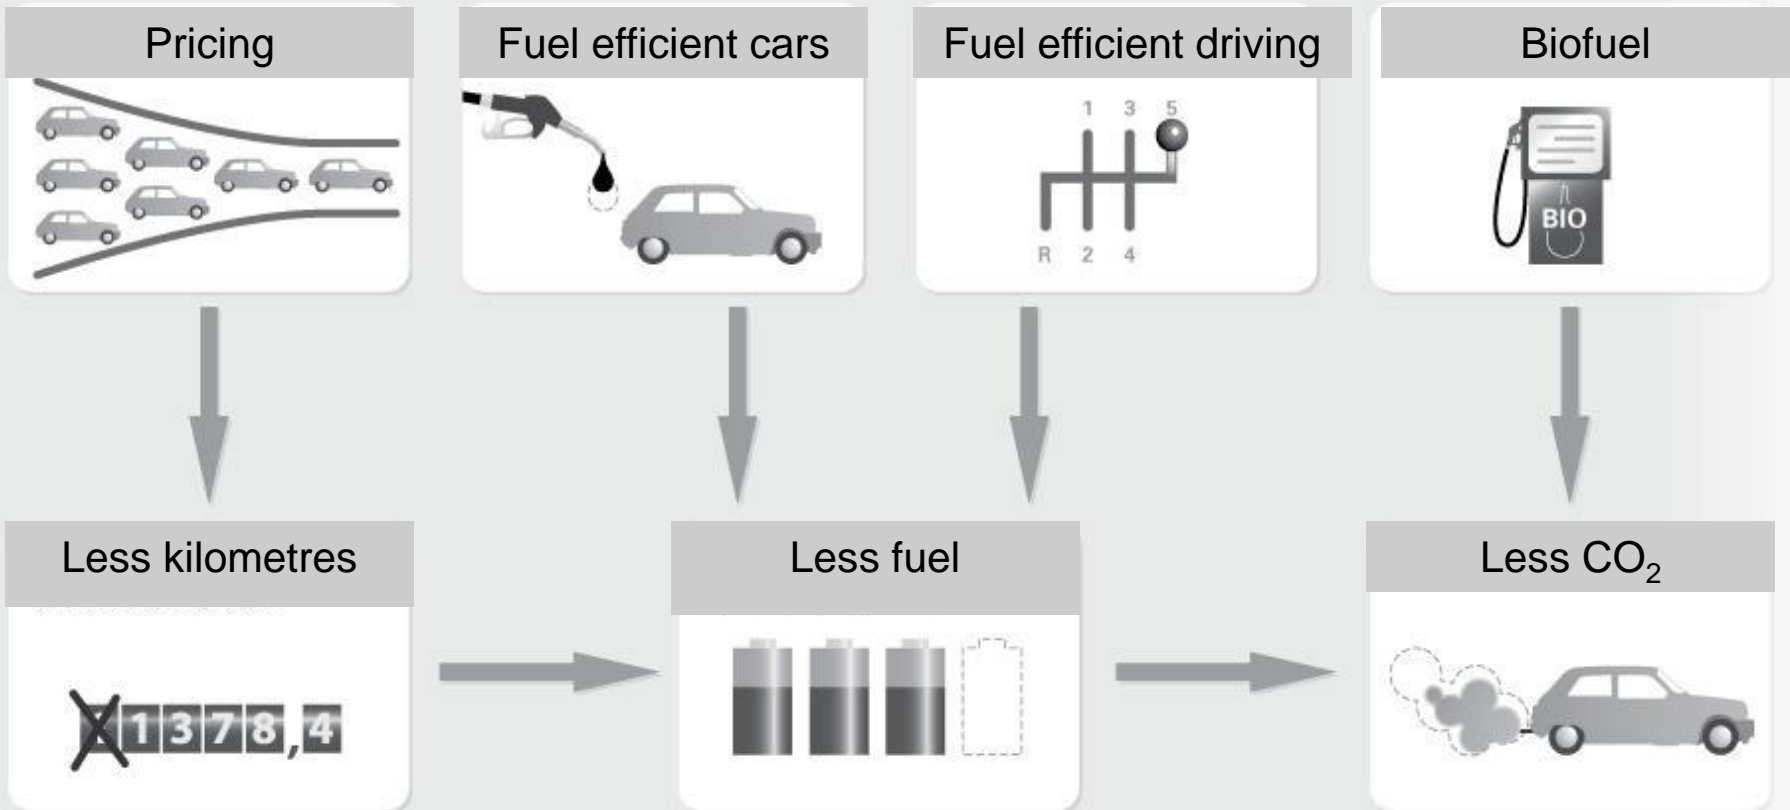 Pricing
Fuel efficient cars
Fuel efficient driving
Biofuel
1 3 5
R 2 4
BIO
Less kilometres
Less fuel
Less CO₂
1378,4